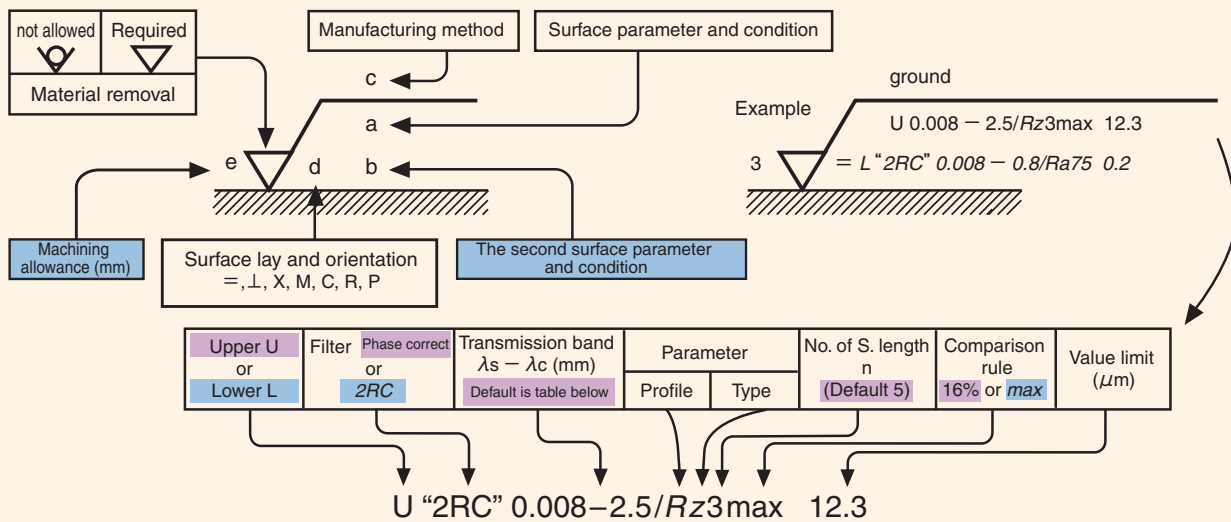 not allowed
Required
Material removal
Manufacturing method
Surface parameter and condition
c
a
e
d
b
Machining
allowance (mm)
Surface lay and orientation
=,⊥, X, M, C, R, P
The second surface parameter
and condition
ground
Example
U 0.008 − 2.5/Rz3max 12.3
3
= L “2RC” 0.008 − 0.8/Ra75 0.2
Upper U
or
Lower L
Filter
Phase correct
or
2RC
Transmission band
λs − λc (mm)
Default is table below
Parameter
Profile
Type
No. of S. length
n
(Default 5)
Comparison
rule
16% or max
Value limit
(μm)
U “2RC” 0.008−2.5/Rz3max 12.3